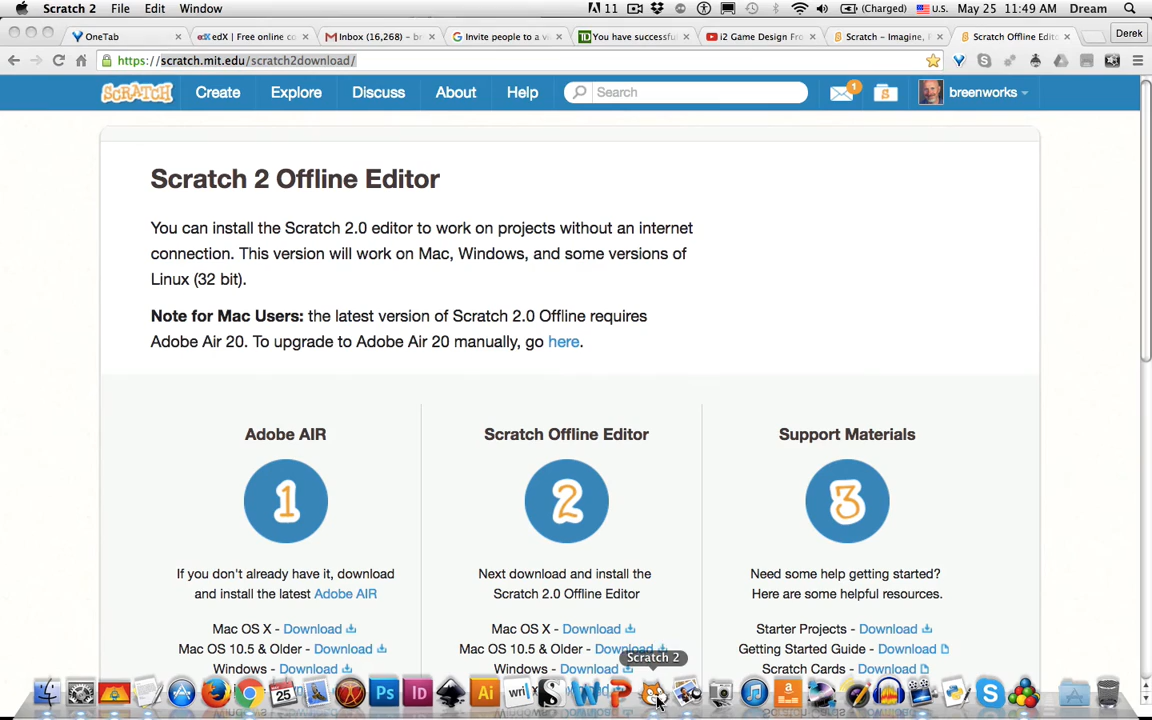 Scratch 2 File Edit Window 11 (Charged) U.S. May 25 11:49 AM Dream
OneTab edX | Free online co Inbox (16,268) – br Invite people to a v You have successfu i2 Game Design Fro Scratch – Imagine, Scratch Offline Edito Derek
https://scratch.mit.edu/scratch2download/
SCRATCH Create Explore Discuss About Help Search 1 breenworks
Scratch 2 Offline Editor
You can install the Scratch 2.0 editor to work on projects without an internet
connection. This version will work on Mac, Windows, and some versions of
Linux (32 bit).
Note for Mac Users: the latest version of Scratch 2.0 Offline requires
Adobe Air 20. To upgrade to Adobe Air 20 manually, go here.
Adobe AIR Scratch Offline Editor Support Materials
1 2 3
If you don't already have it, download Next download and install the Need some help getting started?
and install the latest Adobe AIR Scratch 2.0 Offline Editor Here are some helpful resources.
Mac OS X - Download Mac OS X - Download Starter Projects - Download
Mac OS 10.5 & Older - Download Mac OS 10.5 & Older - Download Getting Started Guide - Download
Scratch 2
Windows - Download Windows - Download Scratch Cards - Download
25 Ps ID Ai wri S W P